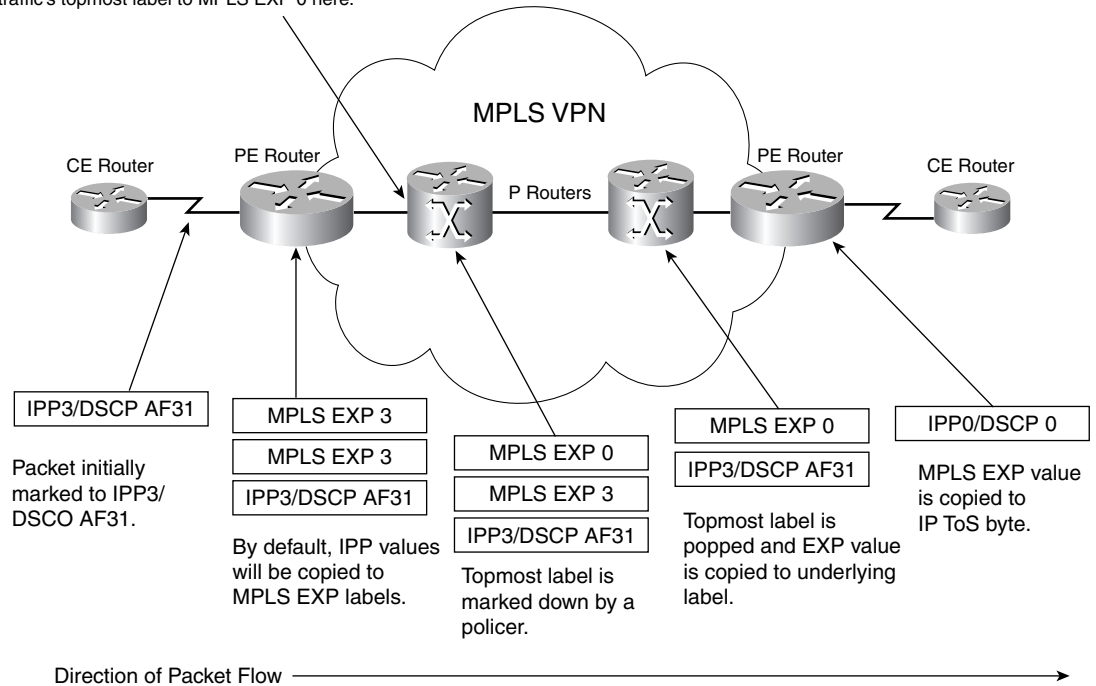 traffic's topmost label to MPLS EXP 0 here.
MPLS VPN
CE Router
PE Router
P Routers
PE Router
CE Router
IPP3/DSCP AF31
Packet initially
marked to IPP3/
DSCO AF31.
MPLS EXP 3
MPLS EXP 3
IPP3/DSCP AF31
By default, IPP values
will be copied to
MPLS EXP labels.
MPLS EXP 0
MPLS EXP 3
IPP3/DSCP AF31
Topmost label is
marked down by a
policer.
MPLS EXP 0
IPP3/DSCP AF31
Topmost label is
popped and EXP value
is copied to underlying
label.
IPP0/DSCP 0
MPLS EXP value
is copied to
IP ToS byte.
Direction of Packet Flow